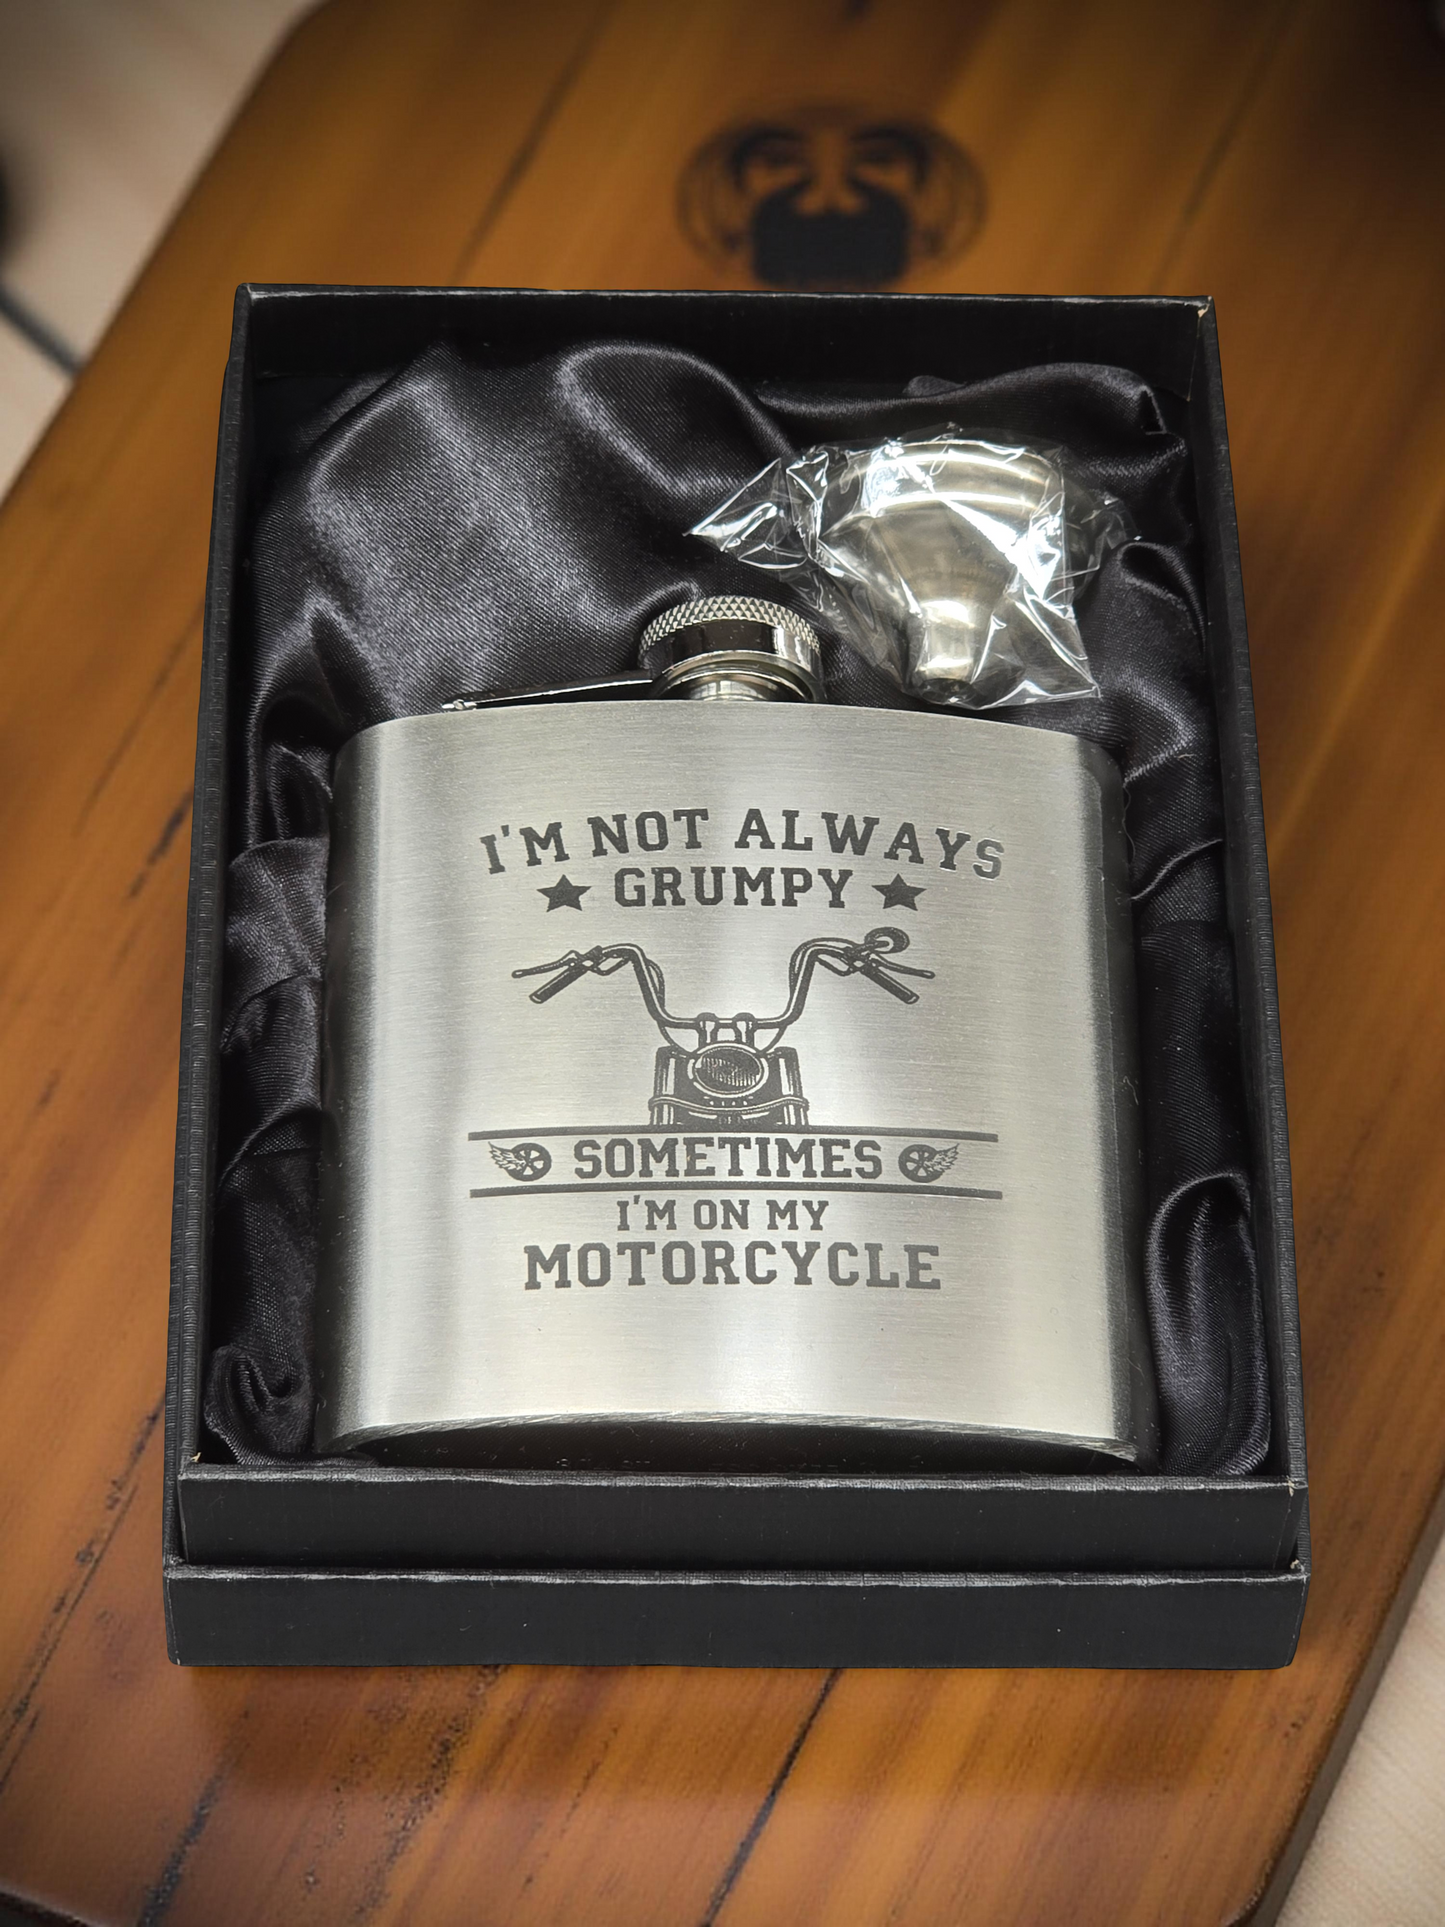 I'M NOT ALWAYS
GRUMPY
SOMETIMES
I'M ON MY
MOTORCYCLE